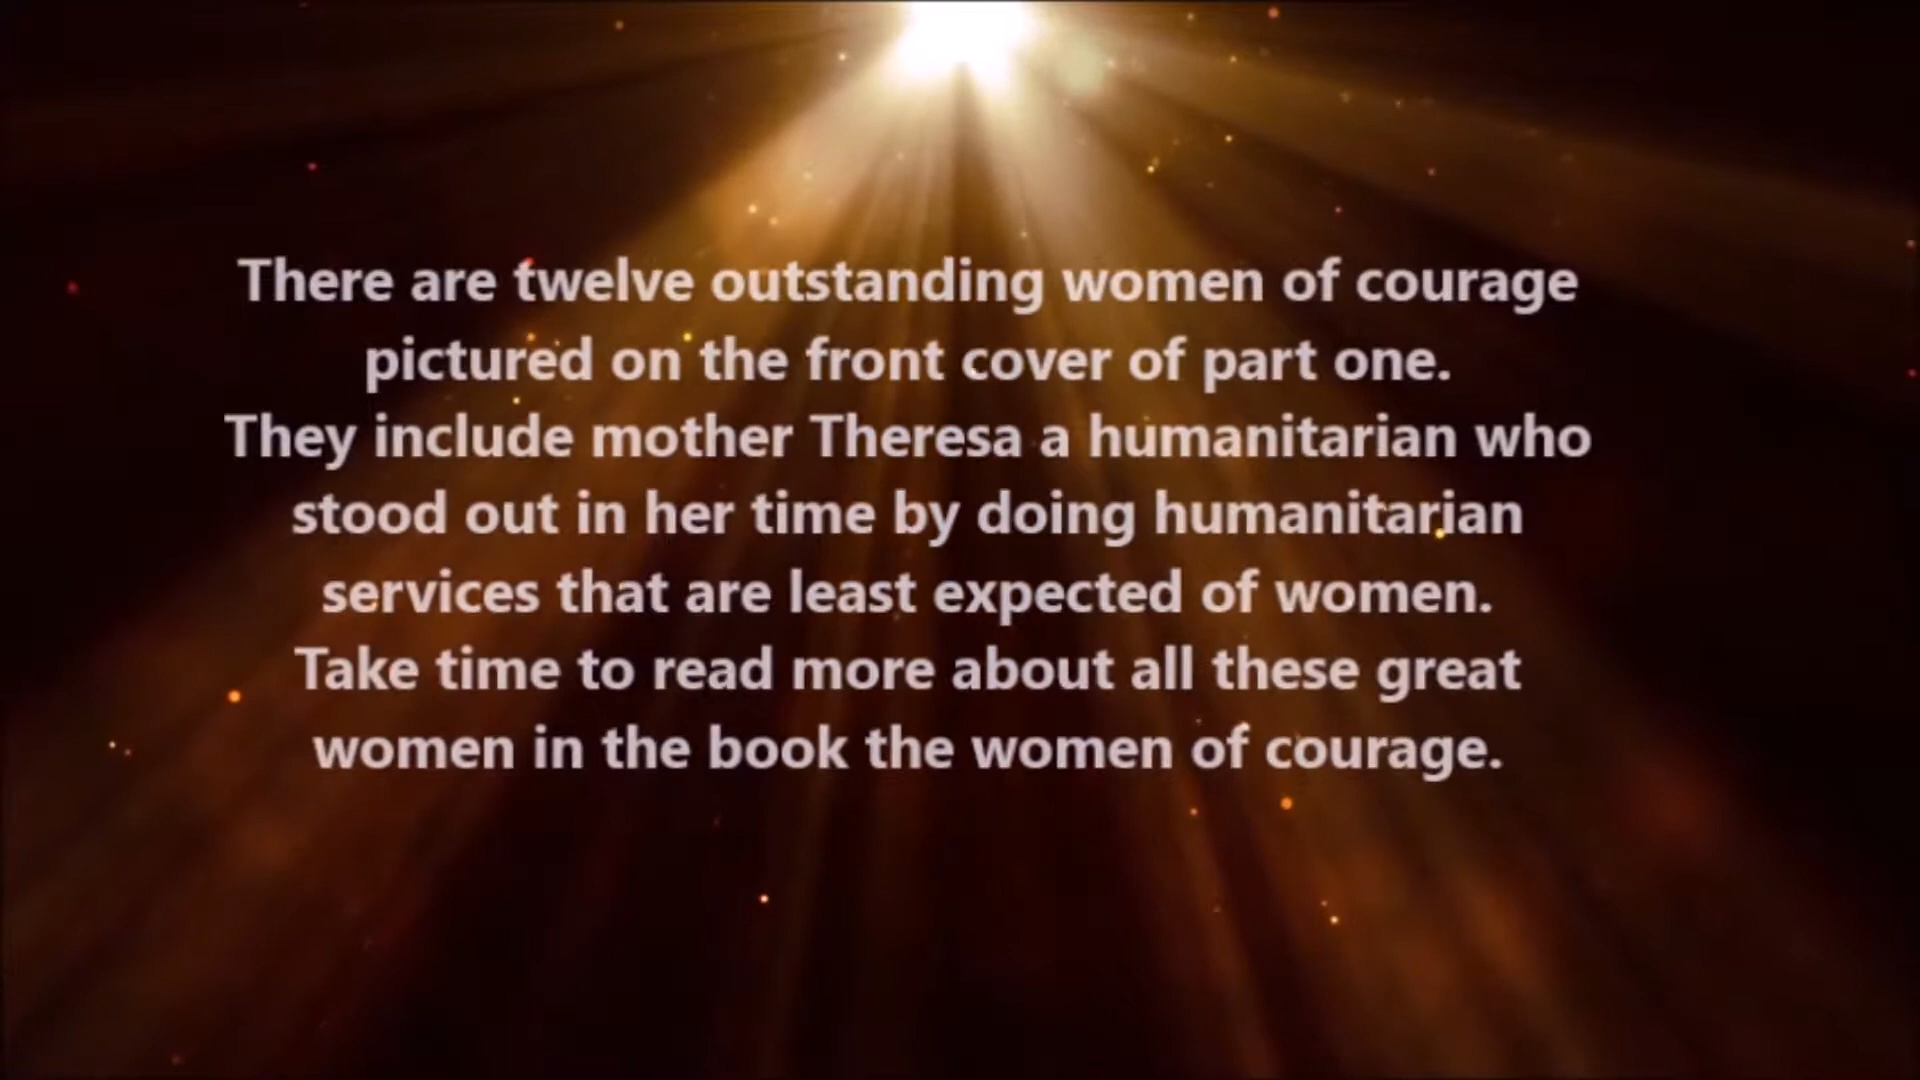 There are twelve outstanding women of courage
pictured on the front cover of part one.
They include mother Theresa a humanitarian who
stood out in her time by doing humanitarian
services that are least expected of women.
Take time to read more about all these great
women in the book the women of courage.